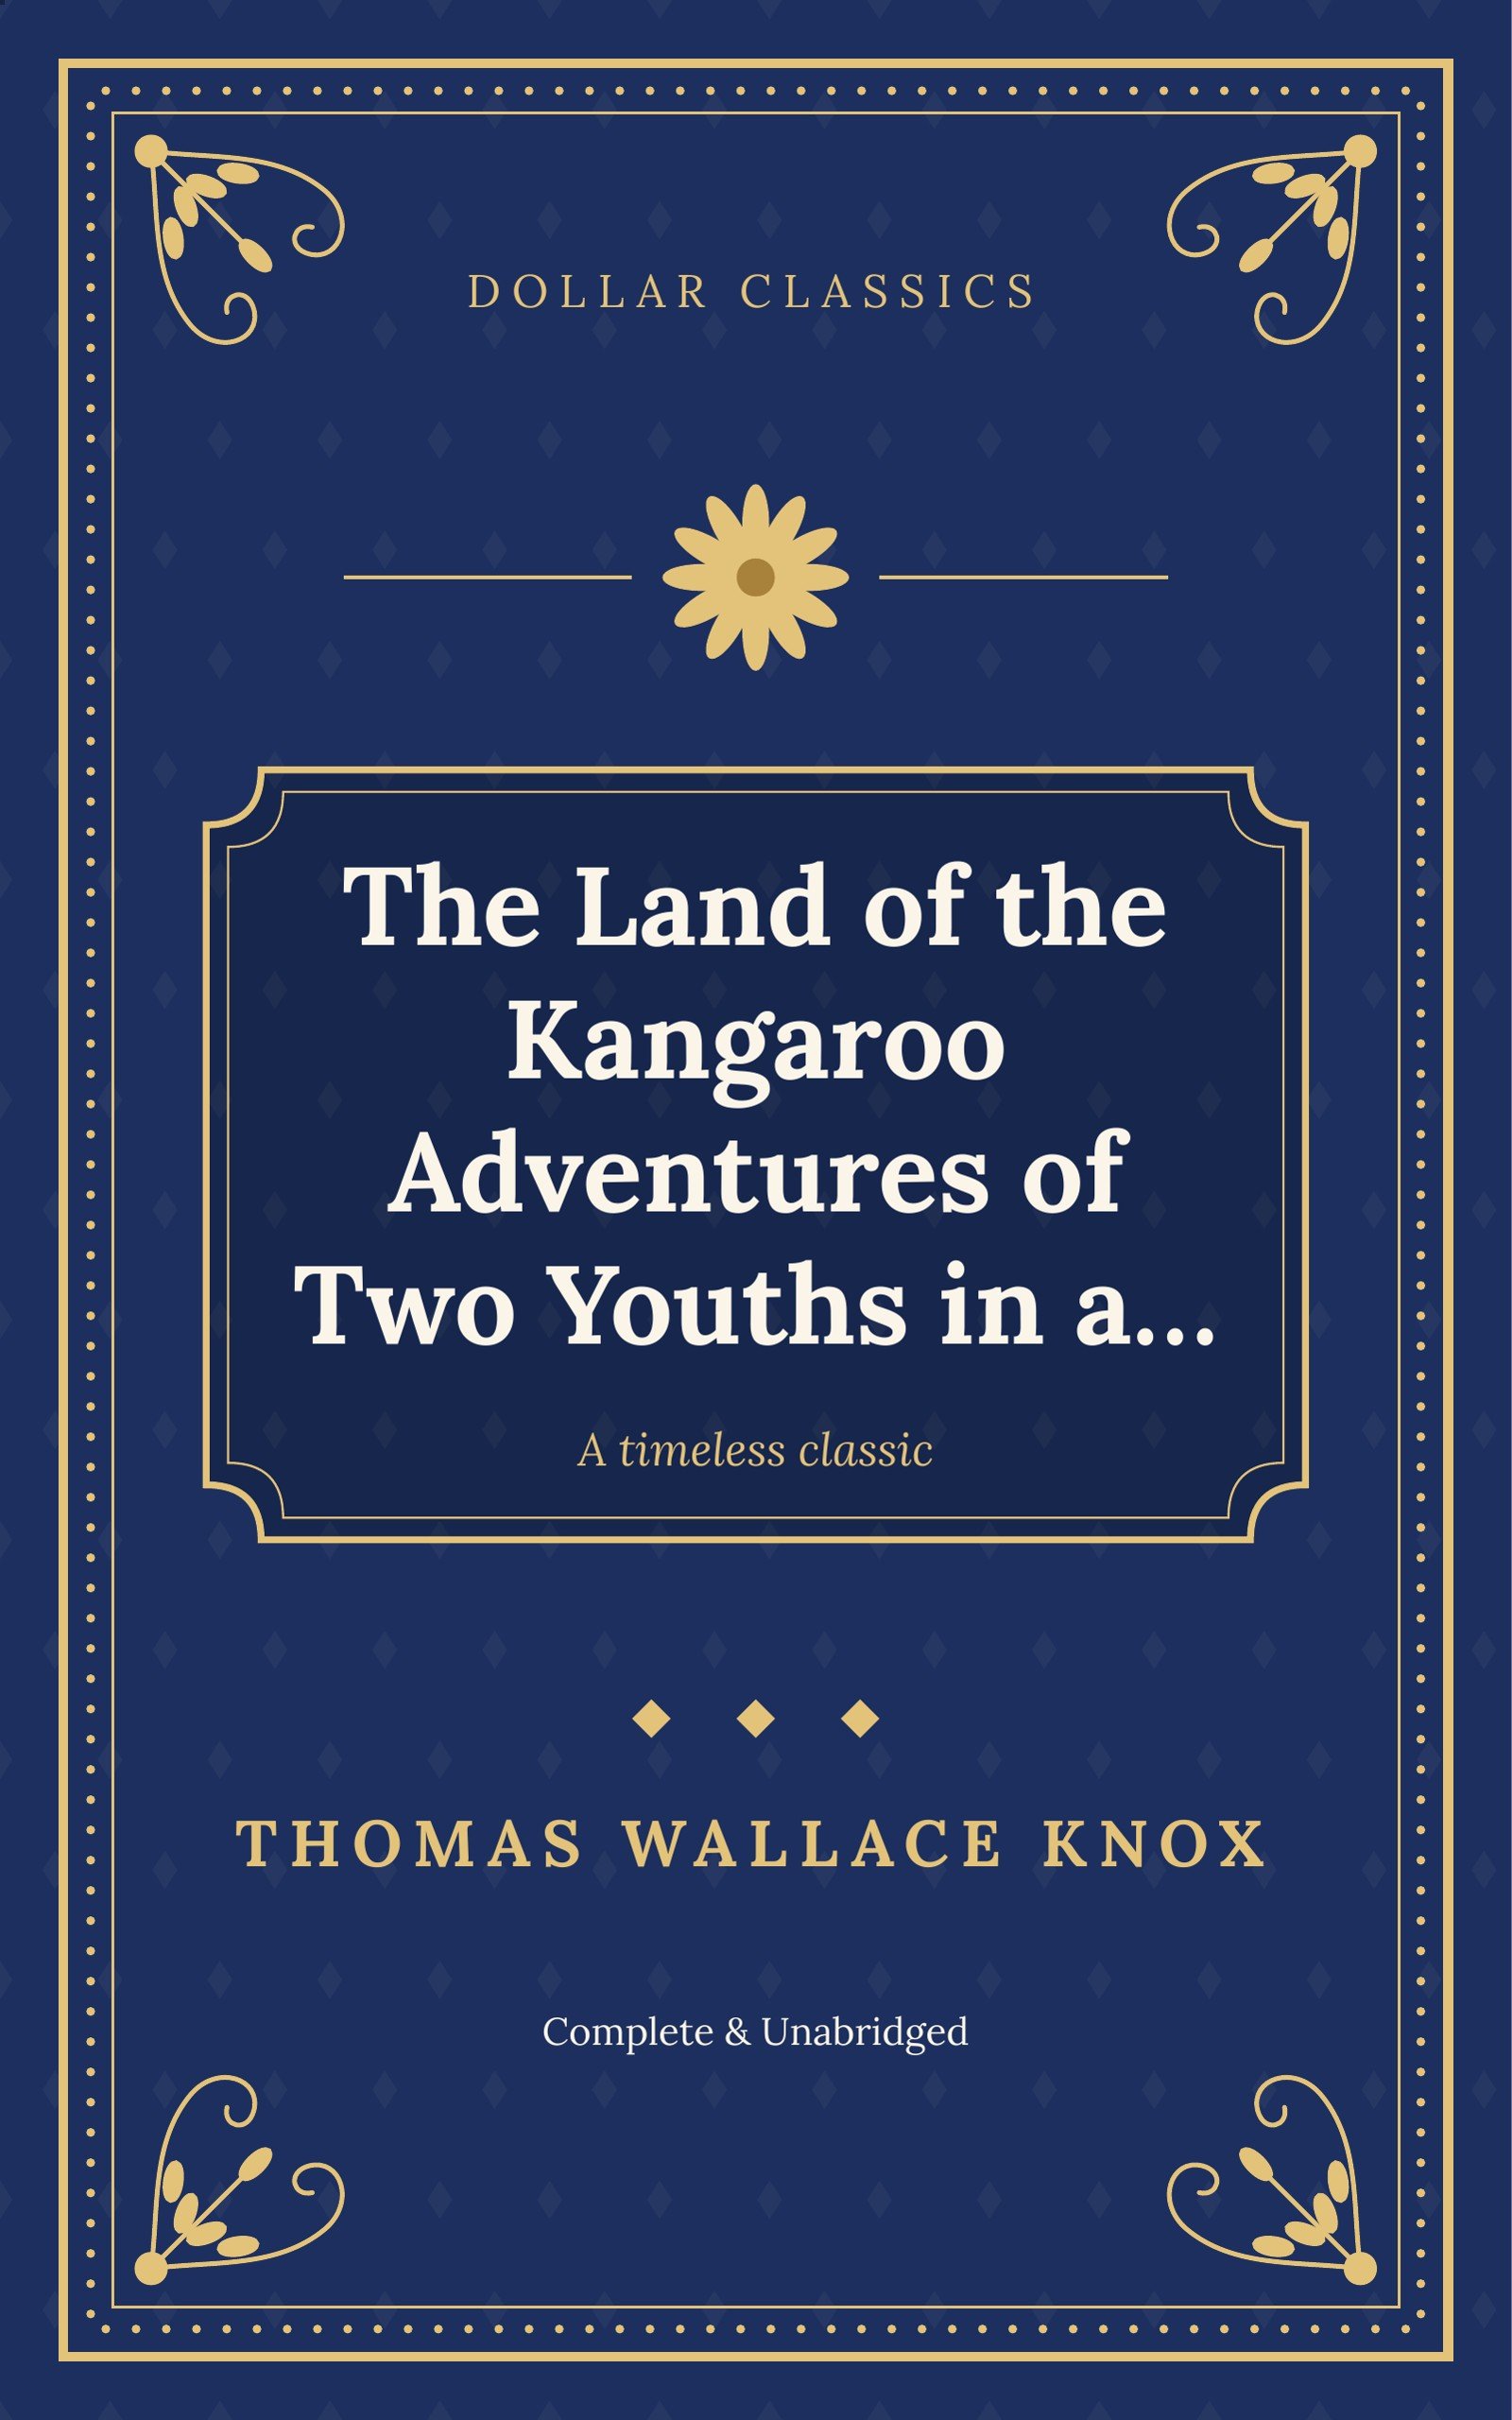 DOLLAR CLASSICS
The Land of the
Kangaroo
Adventures of
Two Youths in a...
A timeless classic
THOMAS WALLACE KNOX
Complete & Unabridged